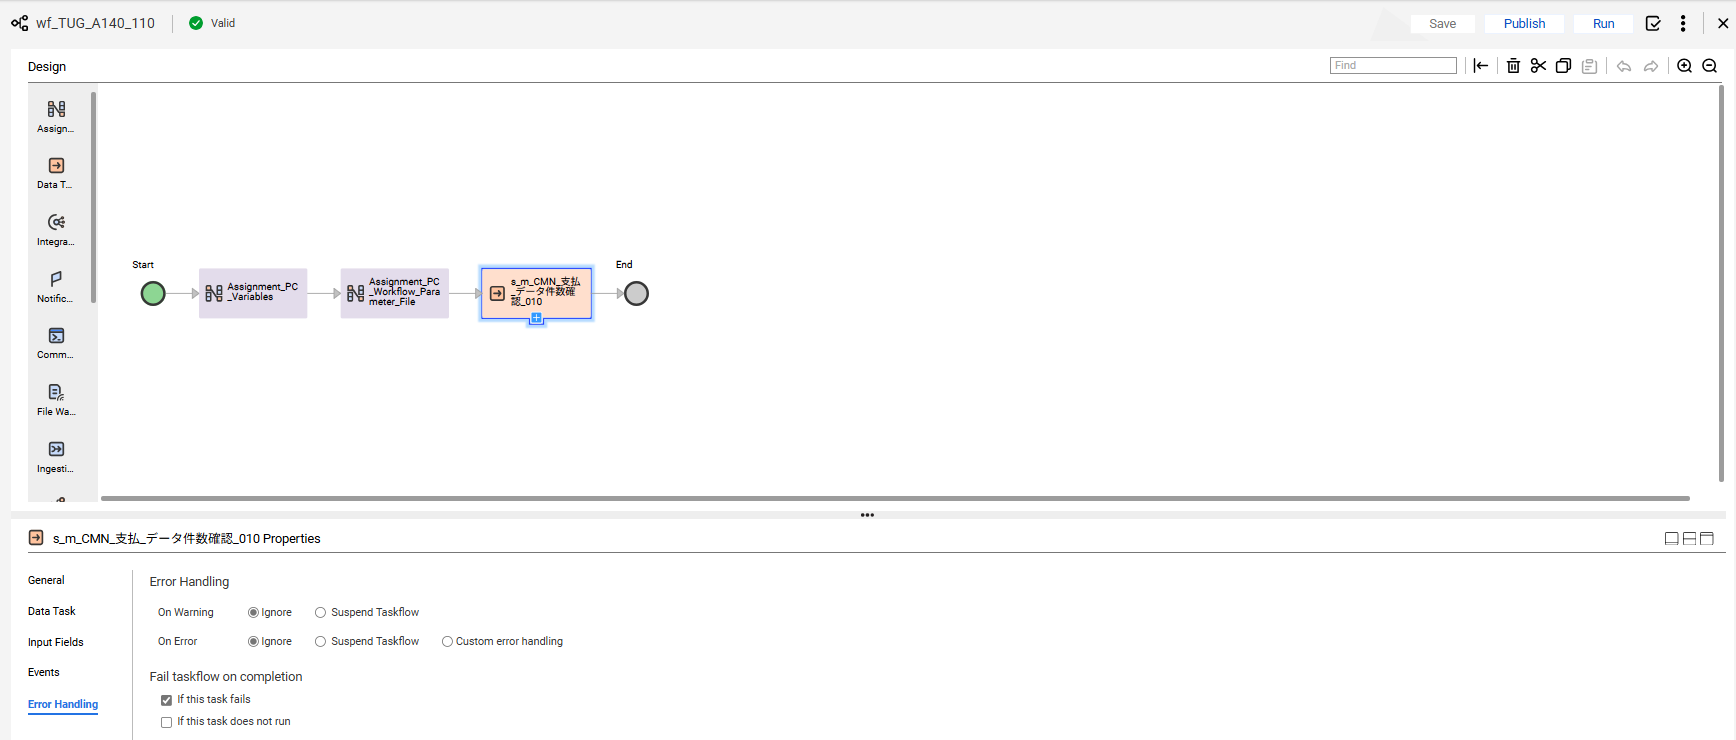 wf_TUG_A140_110
Valid
Save
Publish
Run
Design
Find
Assign...
Data T...
Integra...
Notific...
Comm...
File Wa...
Ingesti...
Start
Assignment_PC
_Variables
Assignment_PC
_Workflow_Para
meter_File
s_m_CMN_支払
_データ件数確
認_010
End
s_m_CMN_支払_データ件数確認_010 Properties
General
Data Task
Input Fields
Events
Error Handling
Error Handling
On Warning Ignore Suspend Taskflow
On Error Ignore Suspend Taskflow Custom error handling
Fail taskflow on completion
If this task fails
If this task does not run